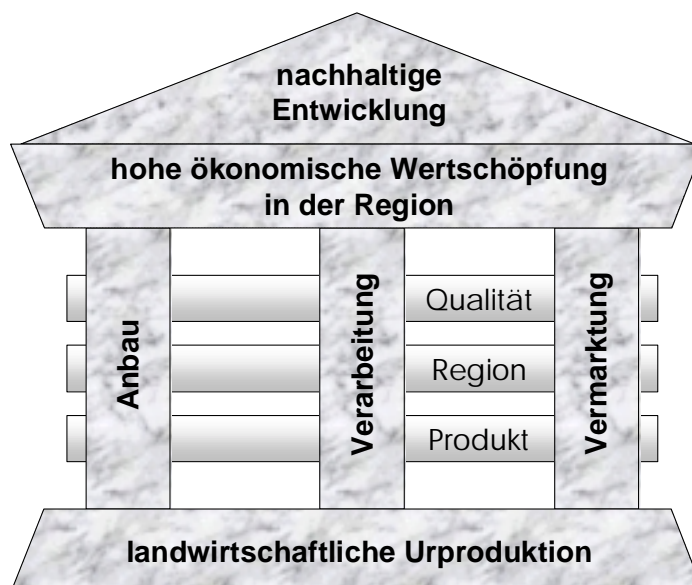 nachhaltige
Entwicklung
hohe ökonomische Wertschöpfung
in der Region
Anbau
Verarbeitung
Vermarktung
Qualität
Region
Produkt
landwirtschaftliche Urproduktion